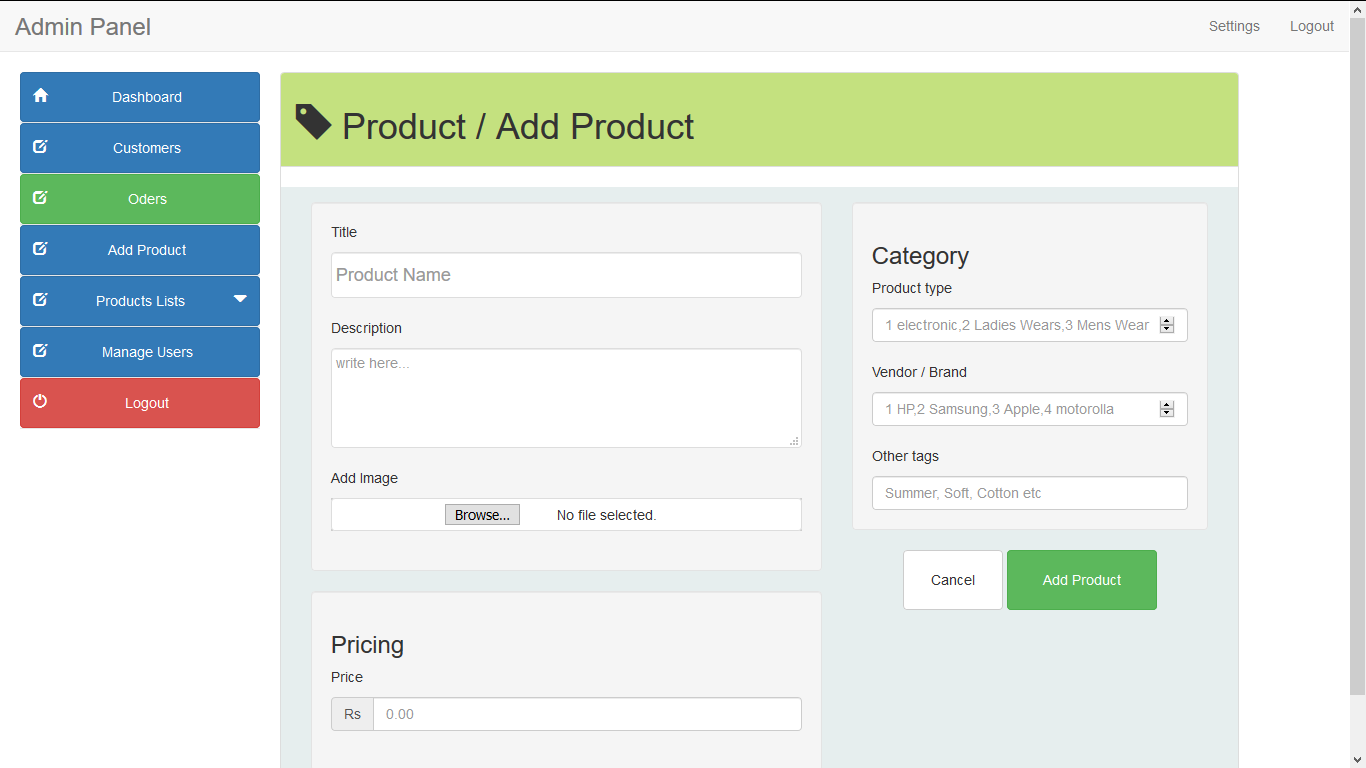 Admin Panel
Settings
Logout
Dashboard
Customers
Oders
Add Product
Products Lists
Manage Users
Logout
Product / Add Product
Title
Product Name
Description
write here...
Add Image
Browse... No file selected.
Pricing
Price
Rs 0.00
Category
Product type
1 electronic,2 Ladies Wears,3 Mens Wear
Vendor / Brand
1 HP,2 Samsung,3 Apple,4 motorolla
Other tags
Summer, Soft, Cotton etc
Cancel
Add Product